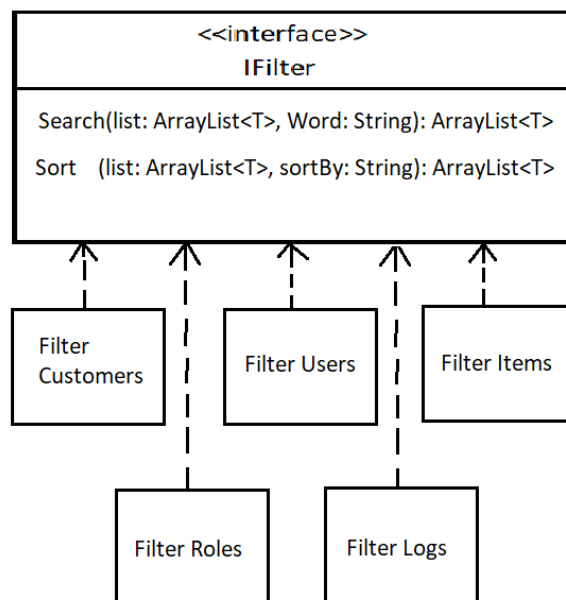 <<interface>>
IFilter
Search(list: ArrayList<T>, Word: String): ArrayList<T>
Sort (list: ArrayList<T>, sortBy: String): ArrayList<T>
Filter
Customers
Filter Users
Filter Items
Filter Roles
Filter Logs